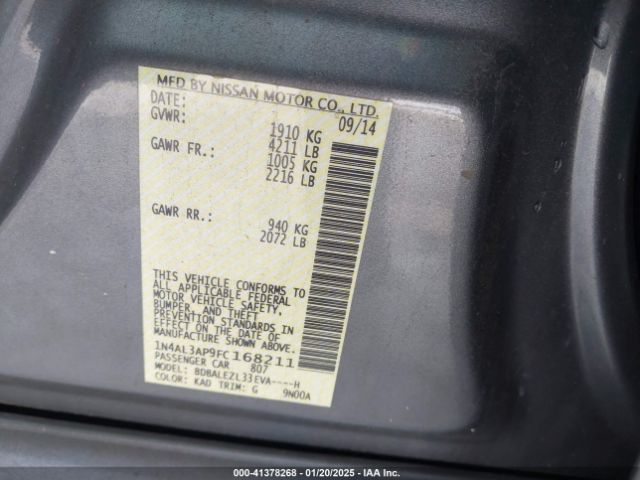 MFD BY NISSAN MOTOR CO., LTD.
DATE: 09/14
GVWR: 1910 KG
4211 LB
GAWR FR.: 1005 KG
2216 LB
GAWR RR.: 940 KG
2072 LB
THIS VEHICLE CONFORMS TO
ALL APPLICABLE FEDERAL
MOTOR VEHICLE SAFETY,
BUMPER, AND THEFT
PREVENTION STANDARDS IN
EFFECT ON THE DATE OF
MANUFACTURE SHOWN ABOVE.
1N4AL3AP9FC168211
PASSENGER CAR 807
MODEL: BDBALEZL33EVA----H
COLOR: KAD TRIM: G 9N00A
000-41378268 - 01/20/2025 - IAA Inc.